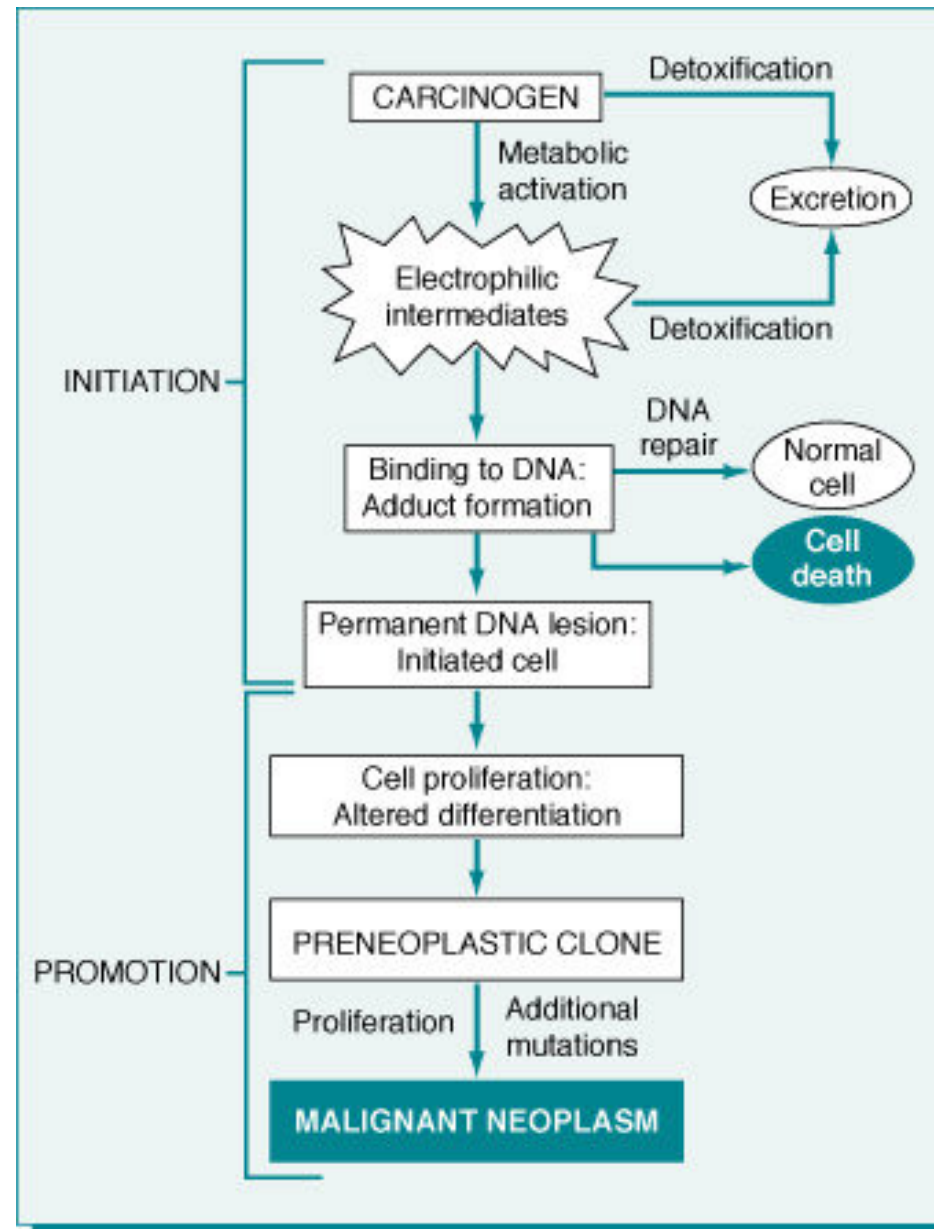 Detoxification
CARCINOGEN
Metabolic
activation
Excretion
Electrophilic
intermediates
Detoxification
INITIATION
DNA
repair
Normal
cell
Binding to DNA:
Adduct formation
Cell
death
Permanent DNA lesion:
Initiated cell
Cell proliferation:
Altered differentiation
PRENEOPLASTIC CLONE
PROMOTION
Proliferation
Additional
mutations
MALIGNANT NEOPLASM